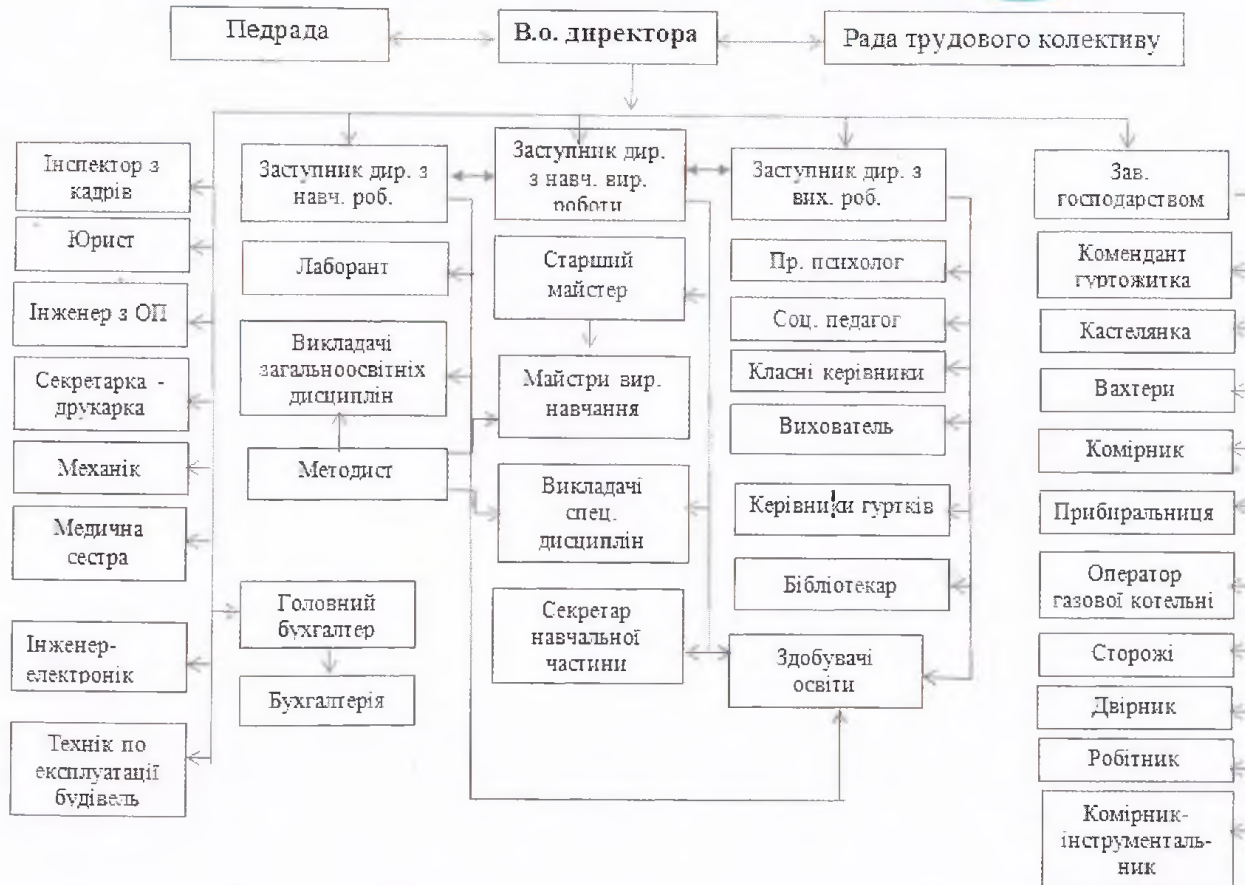 Педрада
В.о. директора
Рада трудового колективу
Інспектор з
кадрів
Юрист
Інженер з ОП
Секретарка -
друкарка
Механік
Медична
сестра
Інженер-
електронік
Технік по
експлуатації
будівель
Заступник дир. з
навч. роб.
Лаборант
Викладачі
загальноосвітніх
дисциплін
Методист
Головний
бухгалтер
Бухгалтерія
Заступник дир.
з навч. вир.
роботи
Старший
майстер
Майстри вир.
навчання
Викладачі
спец.
дисциплін
Секретар
навчальної
частини
Заступник дир. з
вих. роб.
Пр. психолог
Соц. педагог
Класні керівники
Вихователь
Керівники гуртків
Бібліотекар
Здобувачі
освіти
Зав.
господарством
Комендант
гуртожитка
Кастелянка
Вахтери
Комірник
Прибиральниця
Оператор
газової котельні
Сторожі
Двірник
Робітник
Комірник-
інструменталь-
ник